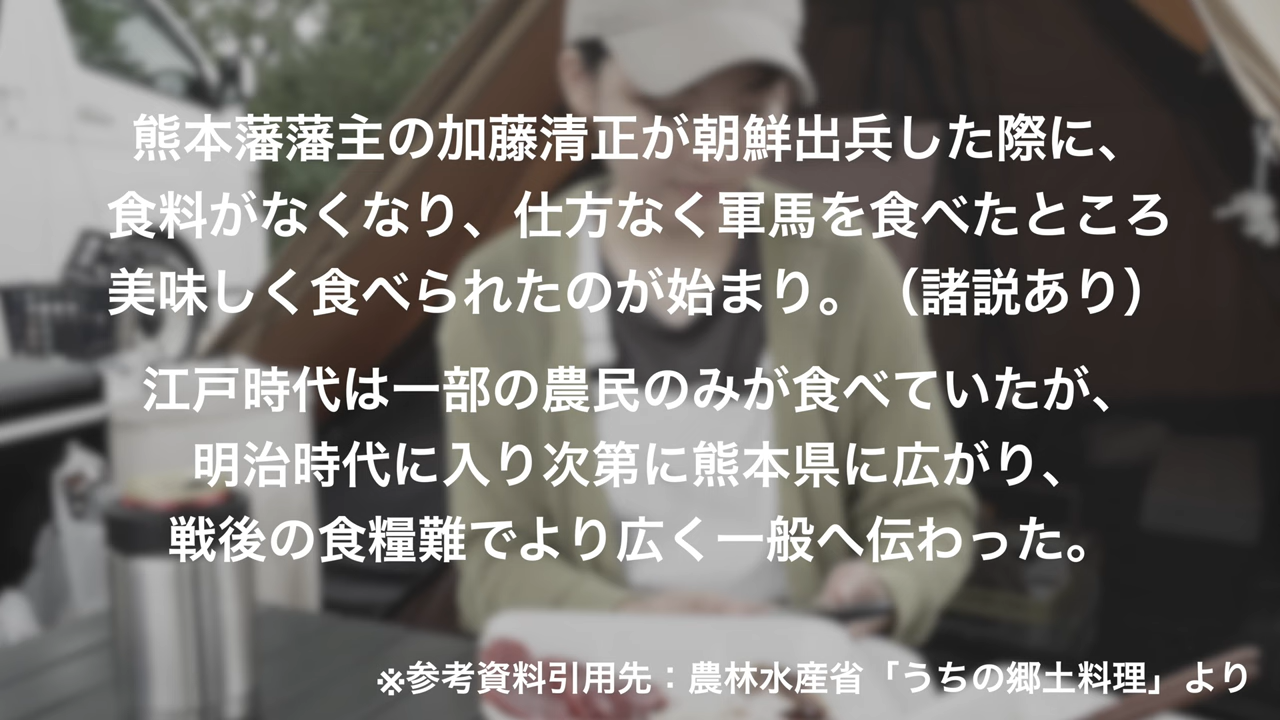 熊本藩藩主の加藤清正が朝鮮出兵した際に、
食料がなくなり、仕方なく軍馬を食べたところ
美味しく食べられたのが始まり。（諸説あり）
江戸時代は一部の農民のみが食べていたが、
明治時代に入り次第に熊本県に広がり、
戦後の食糧難でより広く一般へ伝わった。
※参考資料引用先：農林水産省「うちの郷土料理」より